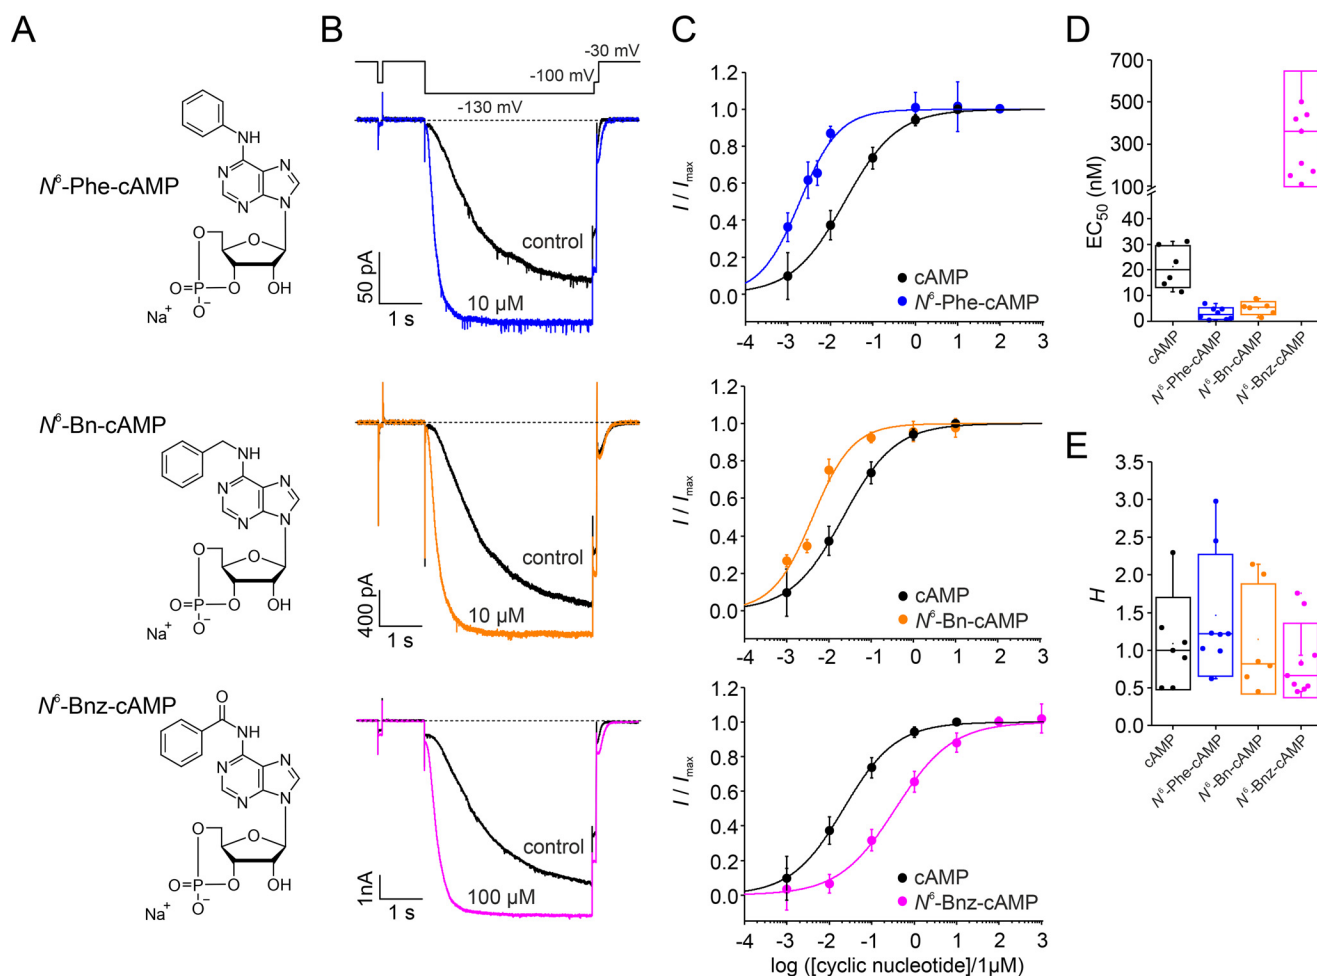 A
N⁶-Phe-cAMP
NH
N
N
N
N
O
O
O=P
O
O⁻
OH
Na⁺
N⁶-Bn-cAMP
NH
N
N
N
N
O
O
O=P
O
O⁻
OH
Na⁺
N⁶-Bnz-cAMP
O
NH
N
N
N
N
O
O
O=P
O
O⁻
OH
Na⁺
B
-30 mV
-100 mV
-130 mV
control
10 µM
50 pA
1 s
control
10 µM
400 pA
1 s
control
100 µM
1nA
1 s
C
I / Imax
1.2
1.0
0.8
0.6
0.4
0.2
0.0
cAMP
N⁶-Phe-cAMP
-4 -3 -2 -1 0 1 2 3
I / Imax
1.2
1.0
0.8
0.6
0.4
0.2
0.0
cAMP
N⁶-Bn-cAMP
-4 -3 -2 -1 0 1 2 3
I / Imax
1.2
1.0
0.8
0.6
0.4
0.2
0.0
cAMP
N⁶-Bnz-cAMP
-4 -3 -2 -1 0 1 2 3
log ([cyclic nucleotide]/1µM)
D
EC50 (nM)
700
500
300
100
30
20
10
0
cAMP
N⁶-Phe-cAMP
N⁶-Bn-cAMP
N⁶-Bnz-cAMP
E
H
3.5
3.0
2.5
2.0
1.5
1.0
0.5
0.0
cAMP
N⁶-Phe-cAMP
N⁶-Bn-cAMP
N⁶-Bnz-cAMP